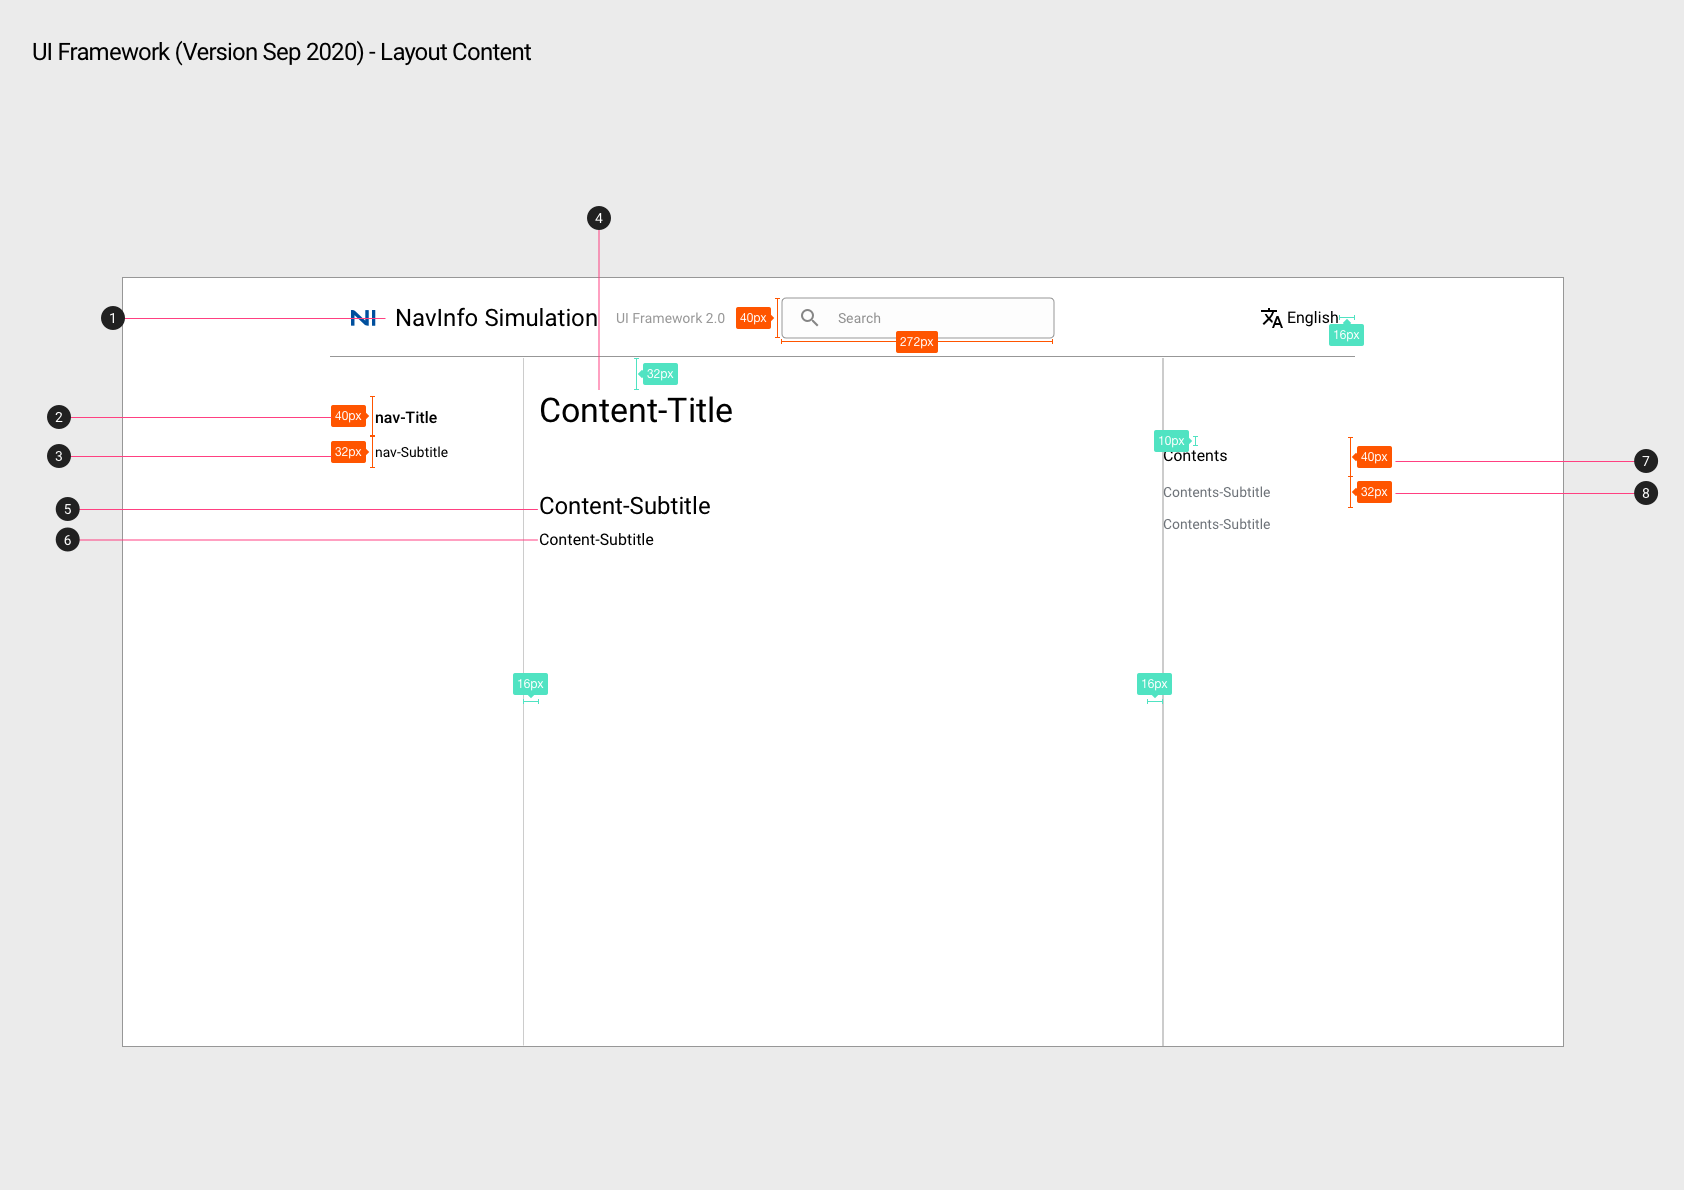 UI Framework (Version Sep 2020) - Layout Content
4
1
NI NavInfo Simulation UI Framework 2.0 40px Search English
272px
16px
32px
2 40px nav-Title Content-Title
3 32px nav-Subtitle
10px
Contents 40px 7
Contents-Subtitle 32px 8
5 Content-Subtitle
Contents-Subtitle
6 Content-Subtitle
16px 16px